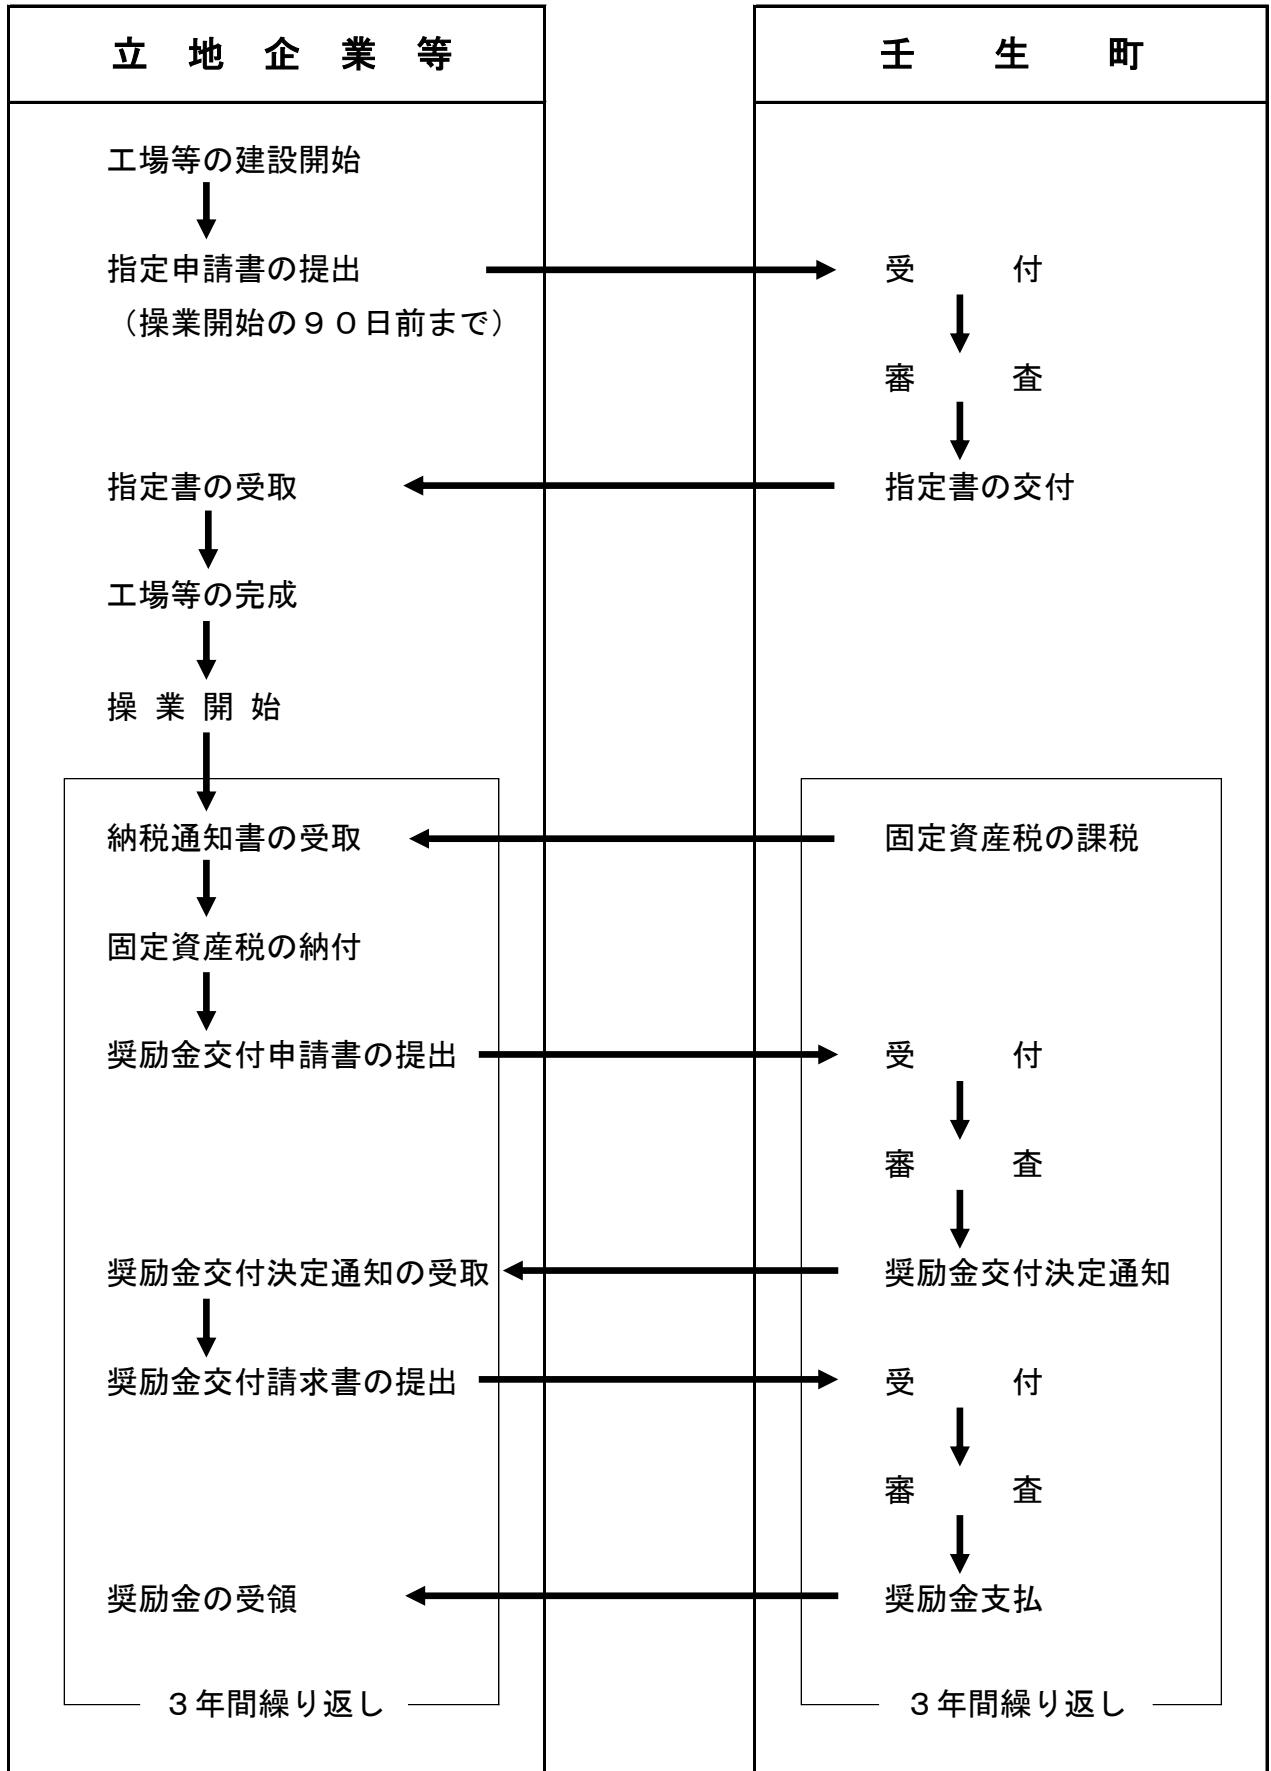 立地企業等
壬生町
工場等の建設開始
指定申請書の提出
受付
（操業開始の９０日前まで）
審査
指定書の受取
指定書の交付
工場等の完成
操業開始
納税通知書の受取
固定資産税の課税
固定資産税の納付
奨励金交付申請書の提出
受付
審査
奨励金交付決定通知の受取
奨励金交付決定通知
奨励金交付請求書の提出
受付
審査
奨励金の受領
奨励金支払
３年間繰り返し
３年間繰り返し